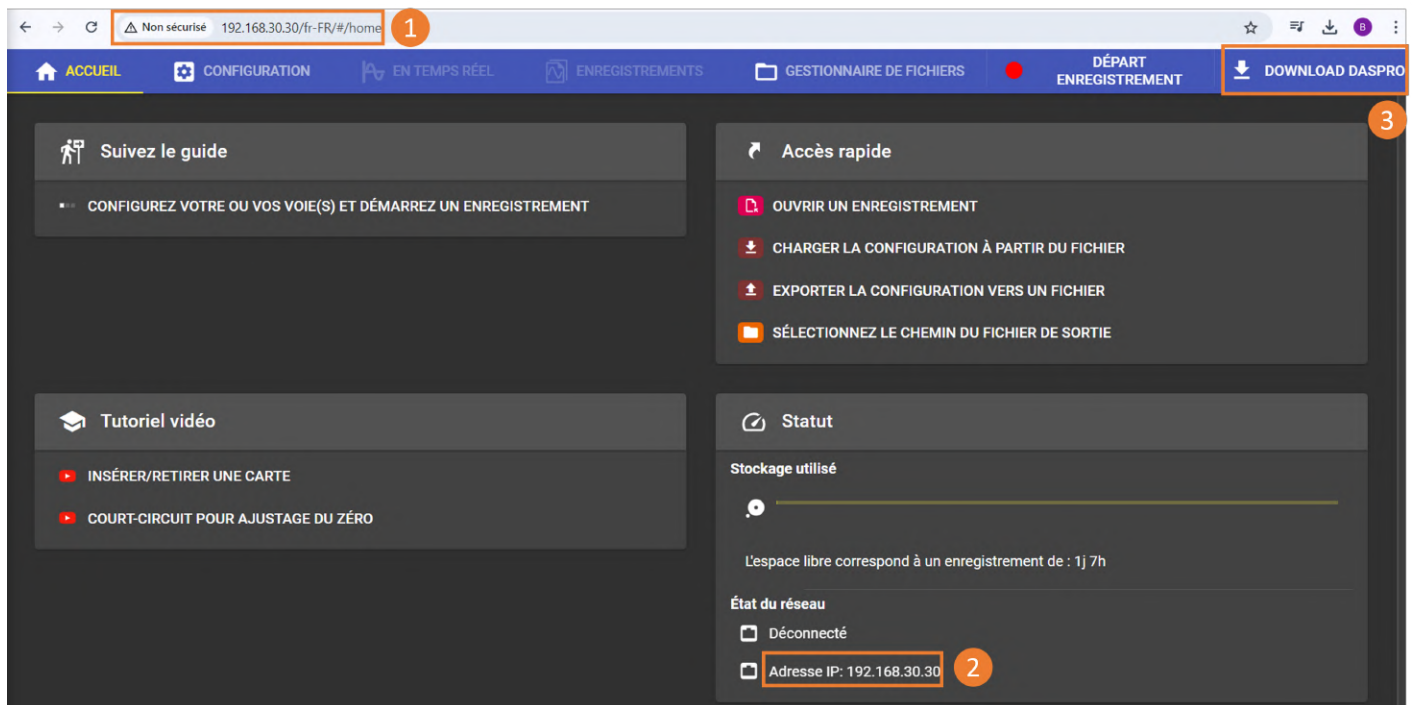 Non sécurisé 192.168.30.30/fr-FR/#/home 1
B
ACCUEIL CONFIGURATION EN TEMPS RÉEL ENREGISTREMENTS GESTIONNAIRE DE FICHIERS DÉPART
ENREGISTREMENT DOWNLOAD DASPRO
3
Suivez le guide
CONFIGUREZ VOTRE OU VOS VOIE(S) ET DÉMARREZ UN ENREGISTREMENT
Accès rapide
OUVRIR UN ENREGISTREMENT
CHARGER LA CONFIGURATION À PARTIR DU FICHIER
EXPORTER LA CONFIGURATION VERS UN FICHIER
SÉLECTIONNEZ LE CHEMIN DU FICHIER DE SORTIE
Tutoriel vidéo
INSÉRER/RETIRER UNE CARTE
COURT-CIRCUIT POUR AJUSTAGE DU ZÉRO
Statut
Stockage utilisé
L'espace libre correspond à un enregistrement de : 1j 7h
État du réseau
Déconnecté
Adresse IP: 192.168.30.30 2